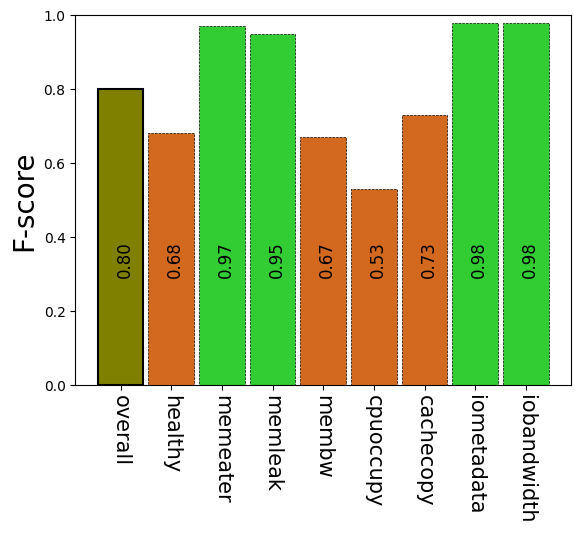 F-score
1.0
0.8
0.6
0.4
0.2
0.0
0.80
0.68
0.97
0.95
0.67
0.53
0.73
0.98
0.98
overall
healthy
memeater
memleak
membw
cpuoccupy
cachecopy
iometadata
iobandwidth